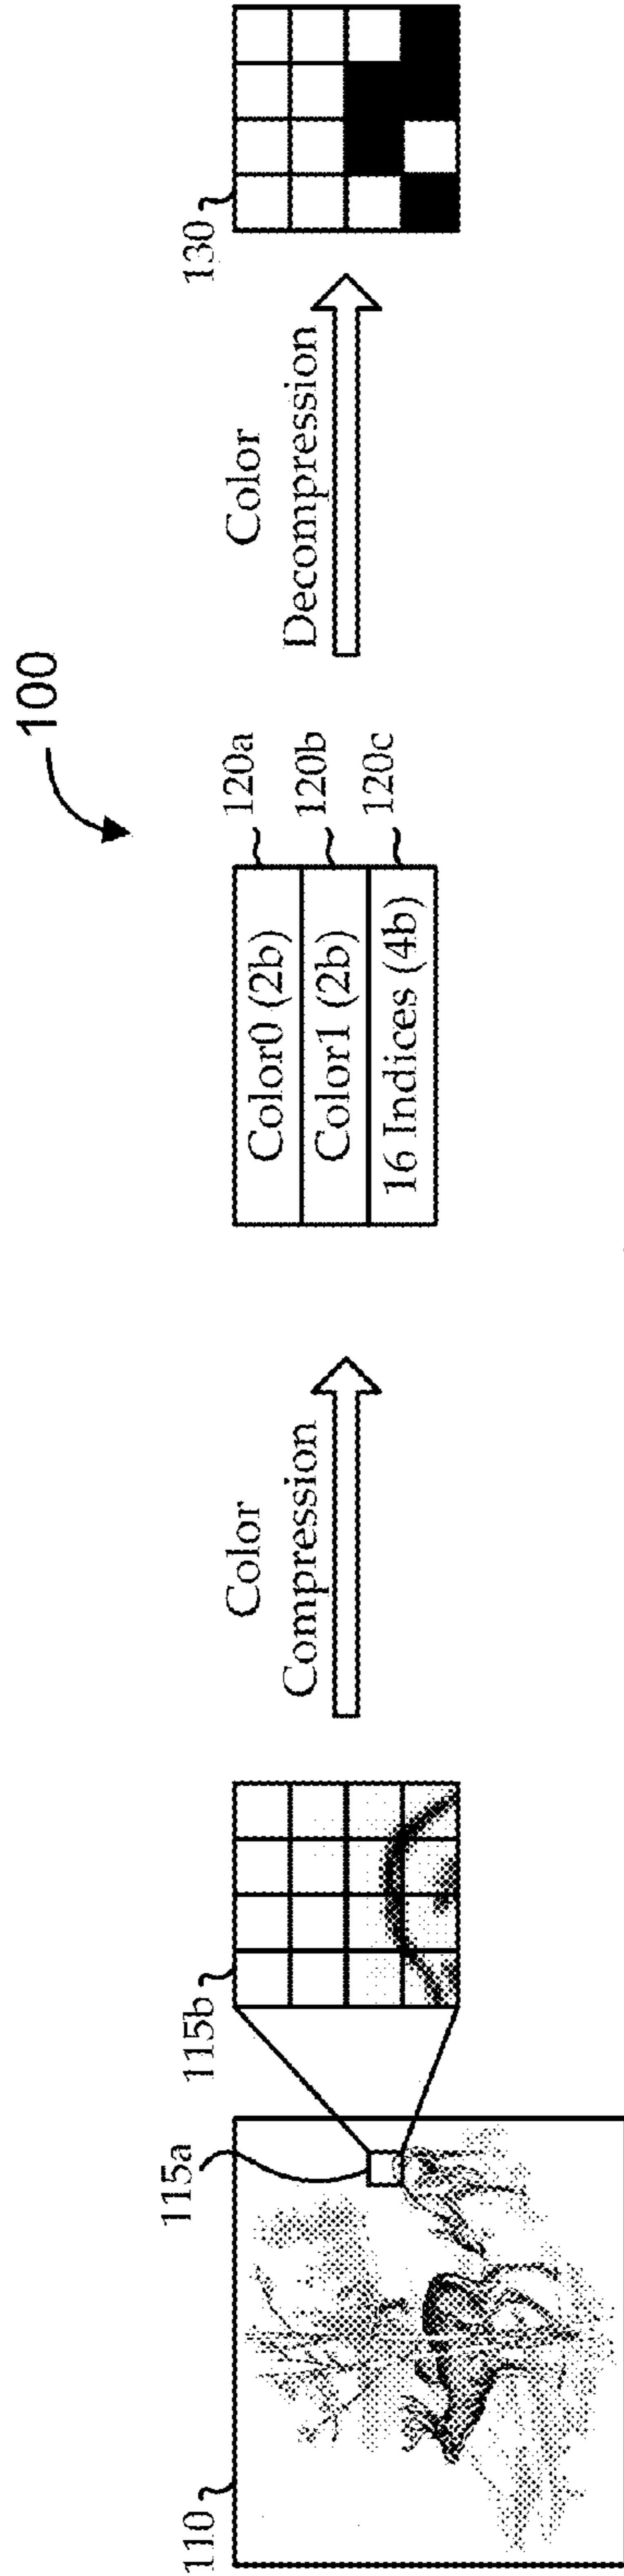 100
110
115a
115b
Color
Compression
Color0 (2b)
Color1 (2b)
16 Indices (4b)
120a
120b
120c
Color
Decompression
130